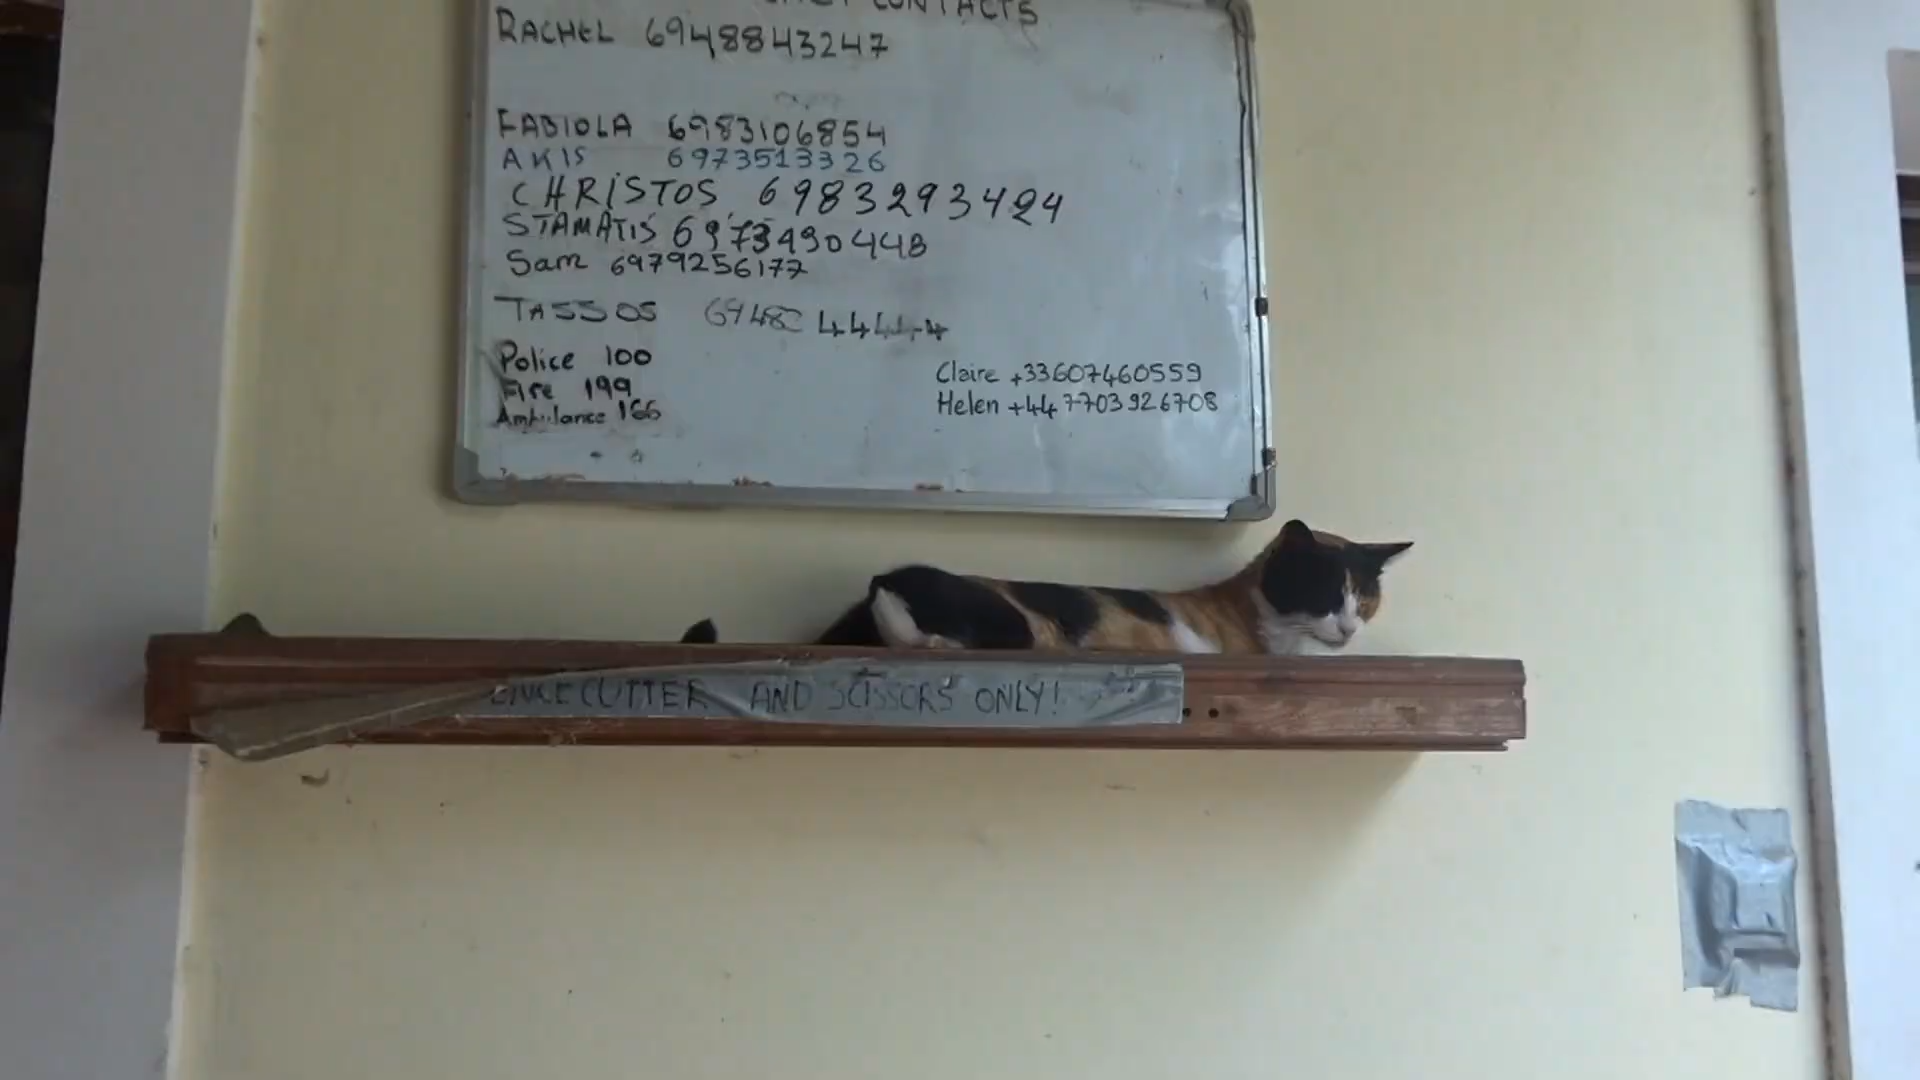 CONTACTS
RACHEL 6948843247
FABIOLA 6983106854
AKIS 6973513326
CHRISTOS 6983293424
STAMATIS 6973490448
Sam 6979256177
TASSOS
Police 100
Fire 199
Ambulance 166
Claire +33607460559
Helen +447703926708
CUTTER AND SCISSORS ONLY!